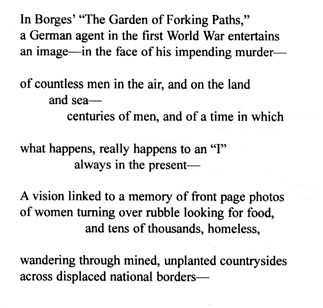 In Borges' "The Garden of Forking Paths,"
a German agent in the first World War entertains
an image—in the face of his impending murder—
of countless men in the air, and on the land
and sea—
centuries of men, and of a time in which
what happens, really happens to an "I"
always in the present—
A vision linked to a memory of front page photos
of women turning over rubble looking for food,
and tens of thousands, homeless,
wandering through mined, unplanted countrysides
across displaced national borders—